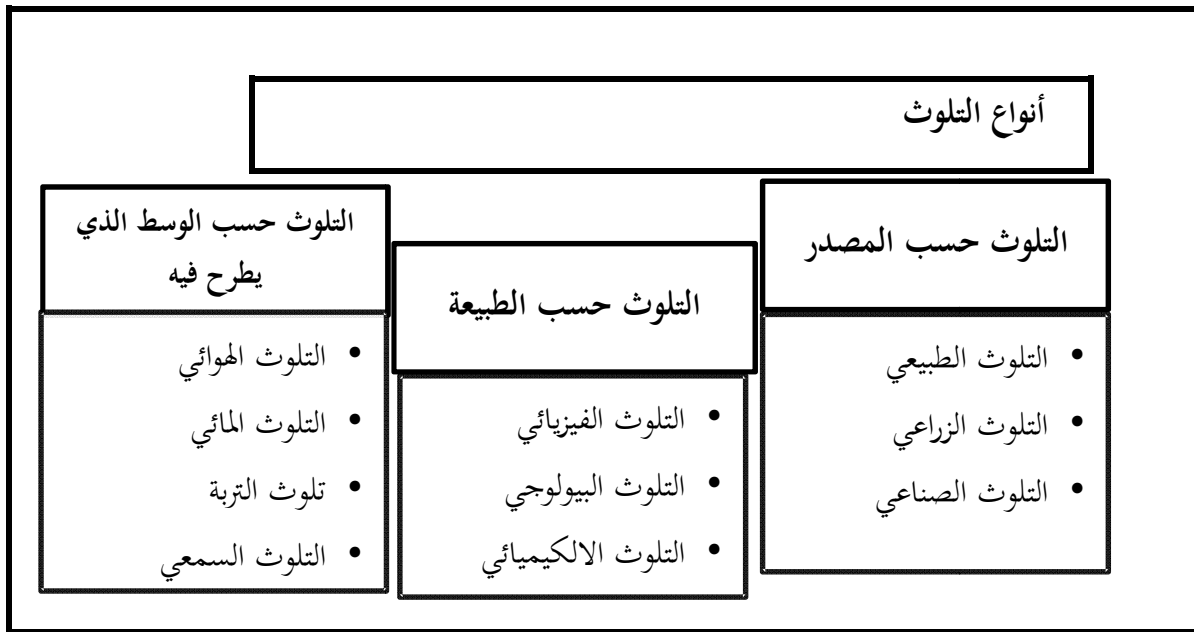 أنواع التلوث
التلوث حسب المصدر
• التلوث الطبيعي
• التلوث الزراعي
• التلوث الصناعي
التلوث حسب الطبيعة
• التلوث الفيزيائي
• التلوث البيولوجي
• التلوث الالكيميائي
التلوث حسب الوسط الذي
يطرح فيه
• التلوث الهوائي
• التلوث المائي
• تلوث التربة
• التلوث السمعي